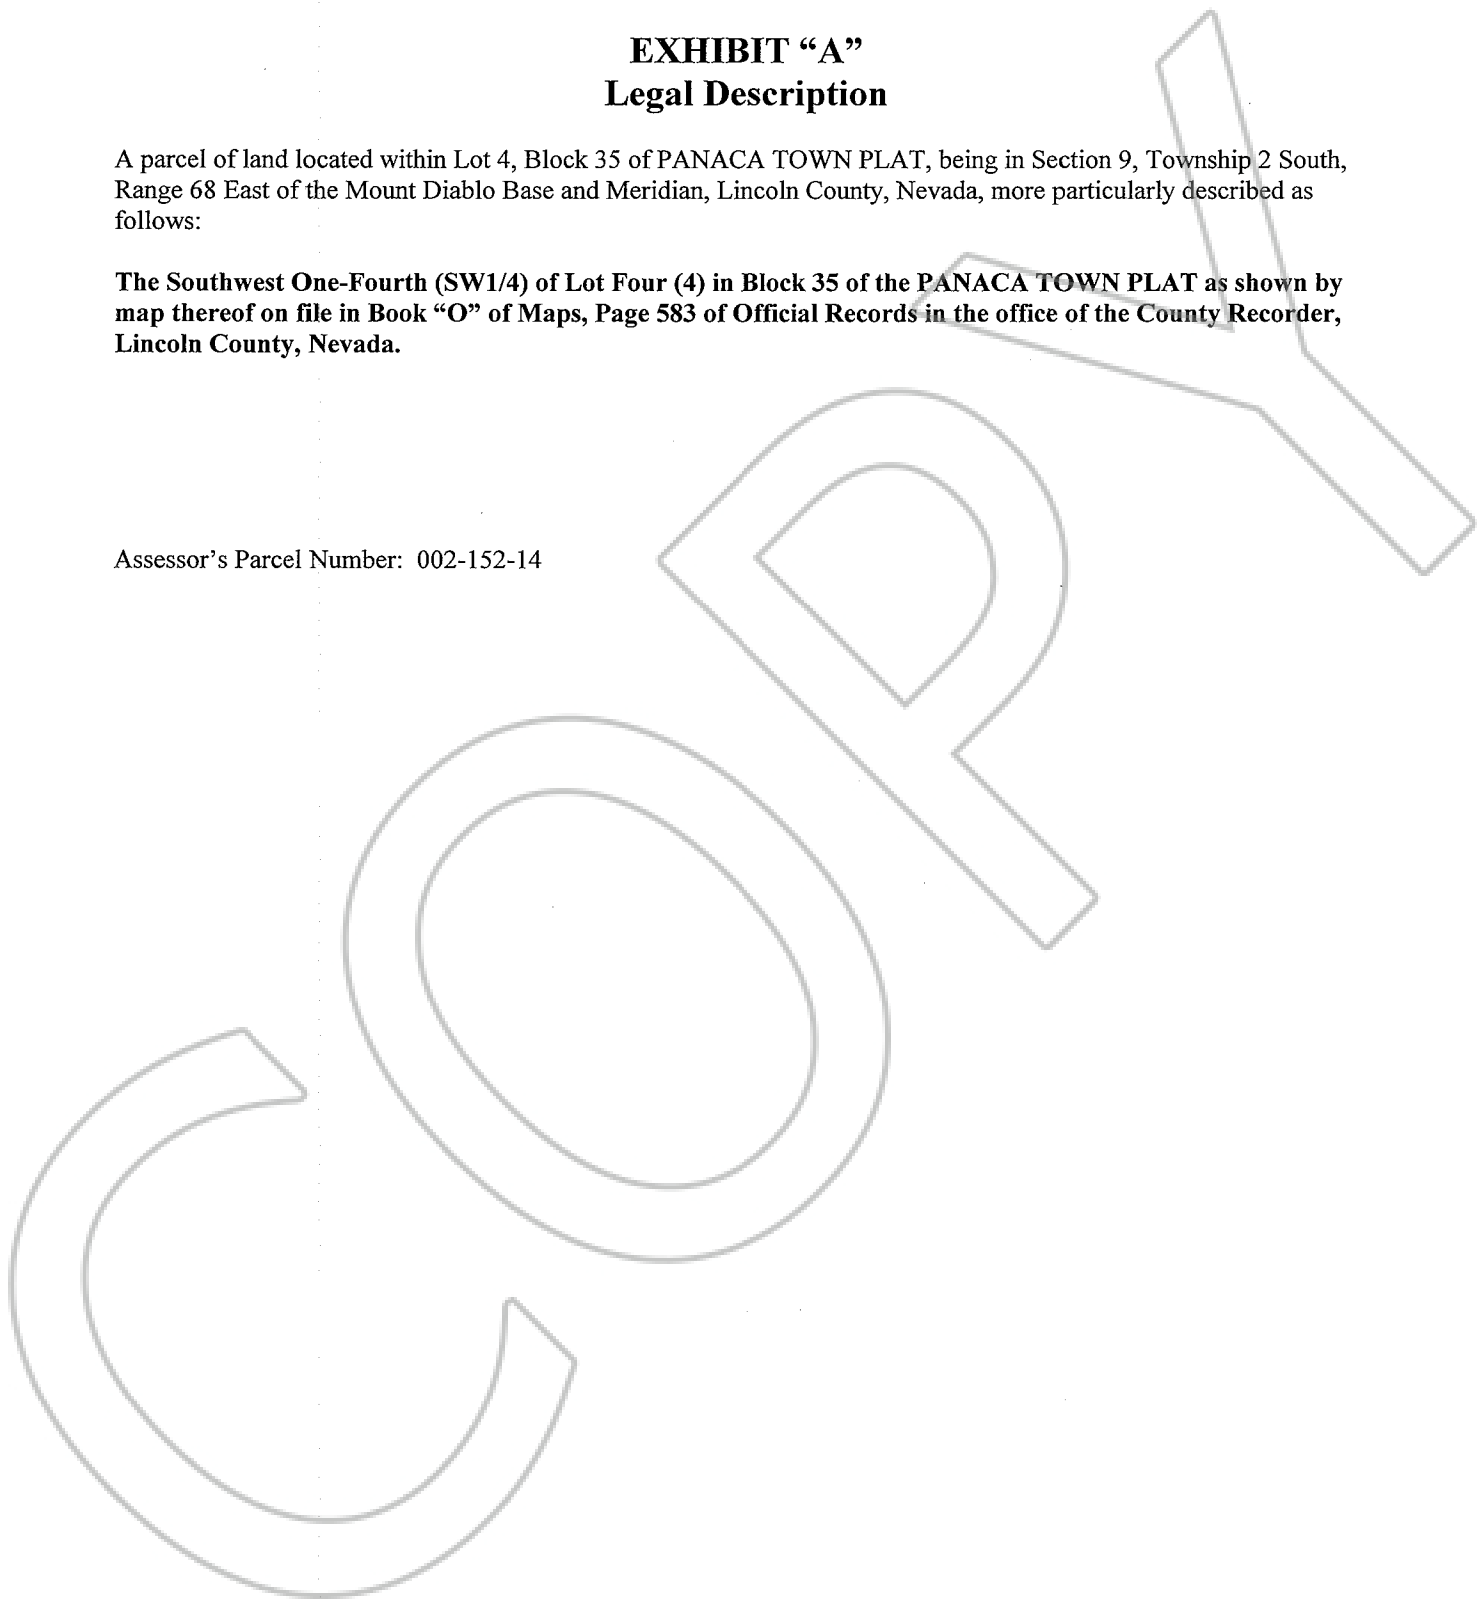 EXHIBIT “A”
Legal Description
A parcel of land located within Lot 4, Block 35 of PANACA TOWN PLAT, being in Section 9, Township 2 South,
Range 68 East of the Mount Diablo Base and Meridian, Lincoln County, Nevada, more particularly described as
follows:
The Southwest One-Fourth (SW1/4) of Lot Four (4) in Block 35 of the PANACA TOWN PLAT as shown by
map thereof on file in Book “O” of Maps, Page 583 of Official Records in the office of the County Recorder,
Lincoln County, Nevada.
Assessor’s Parcel Number: 002-152-14
COPY